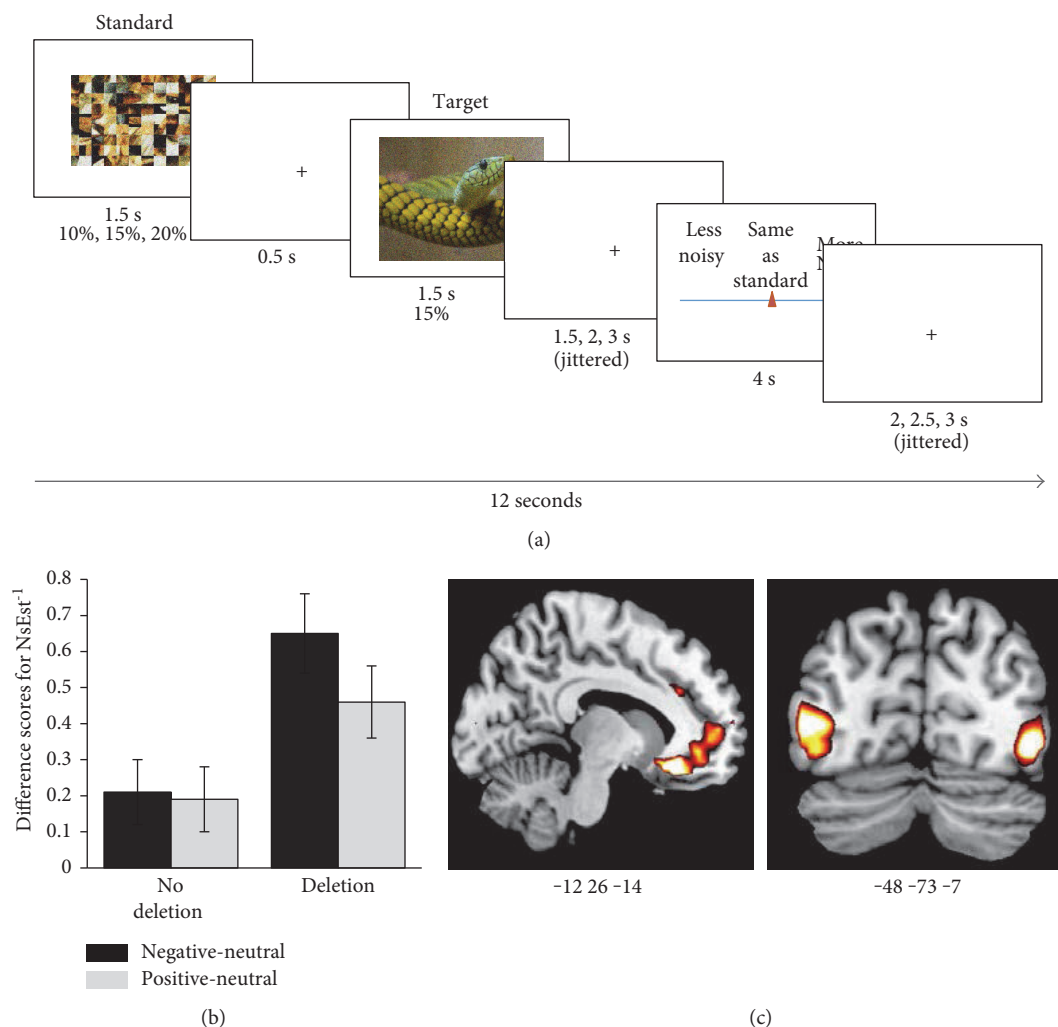 Standard
1.5 s
10%, 15%, 20%
+
0.5 s
Target
1.5 s
15%
+
1.5, 2, 3 s
(jittered)
Less
noisy
Same
as
standard
4 s
+
2, 2.5, 3 s
(jittered)
12 seconds
(a)
Difference scores for NsEst⁻¹
0.8
0.7
0.6
0.5
0.4
0.3
0.2
0.1
0
No
deletion
Deletion
Negative-neutral
Positive-neutral
(b)
-12 26 -14
-48 -73 -7
(c)